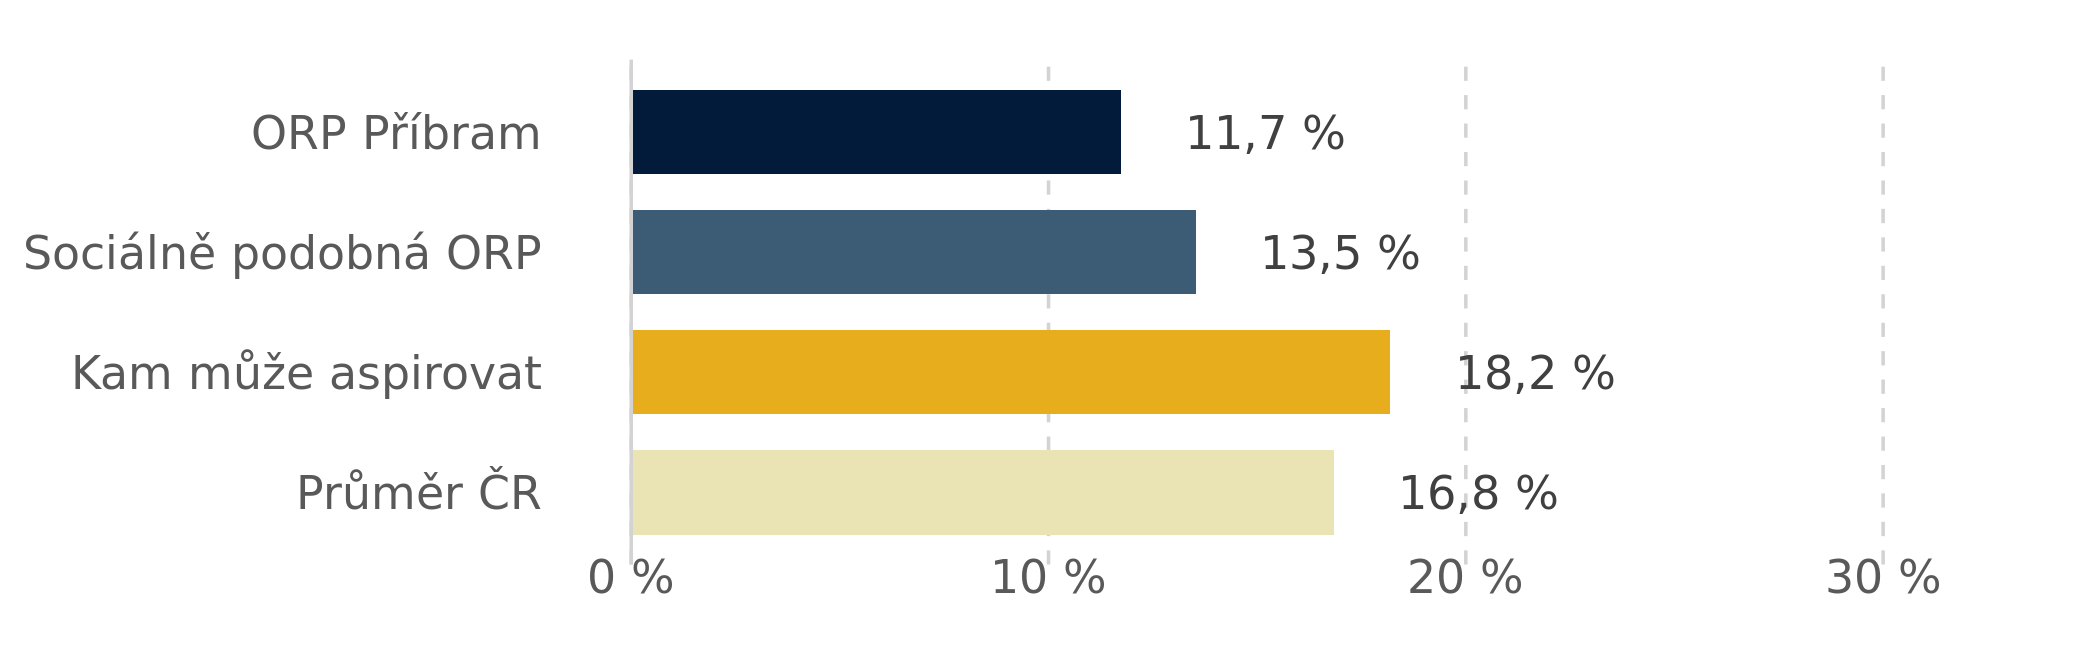 ORP Příbram 11,7 %
Sociálně podobná ORP 13,5 %
Kam může aspirovat 18,2 %
Průměr ČR 16,8 %
0 % 10 % 20 % 30 %